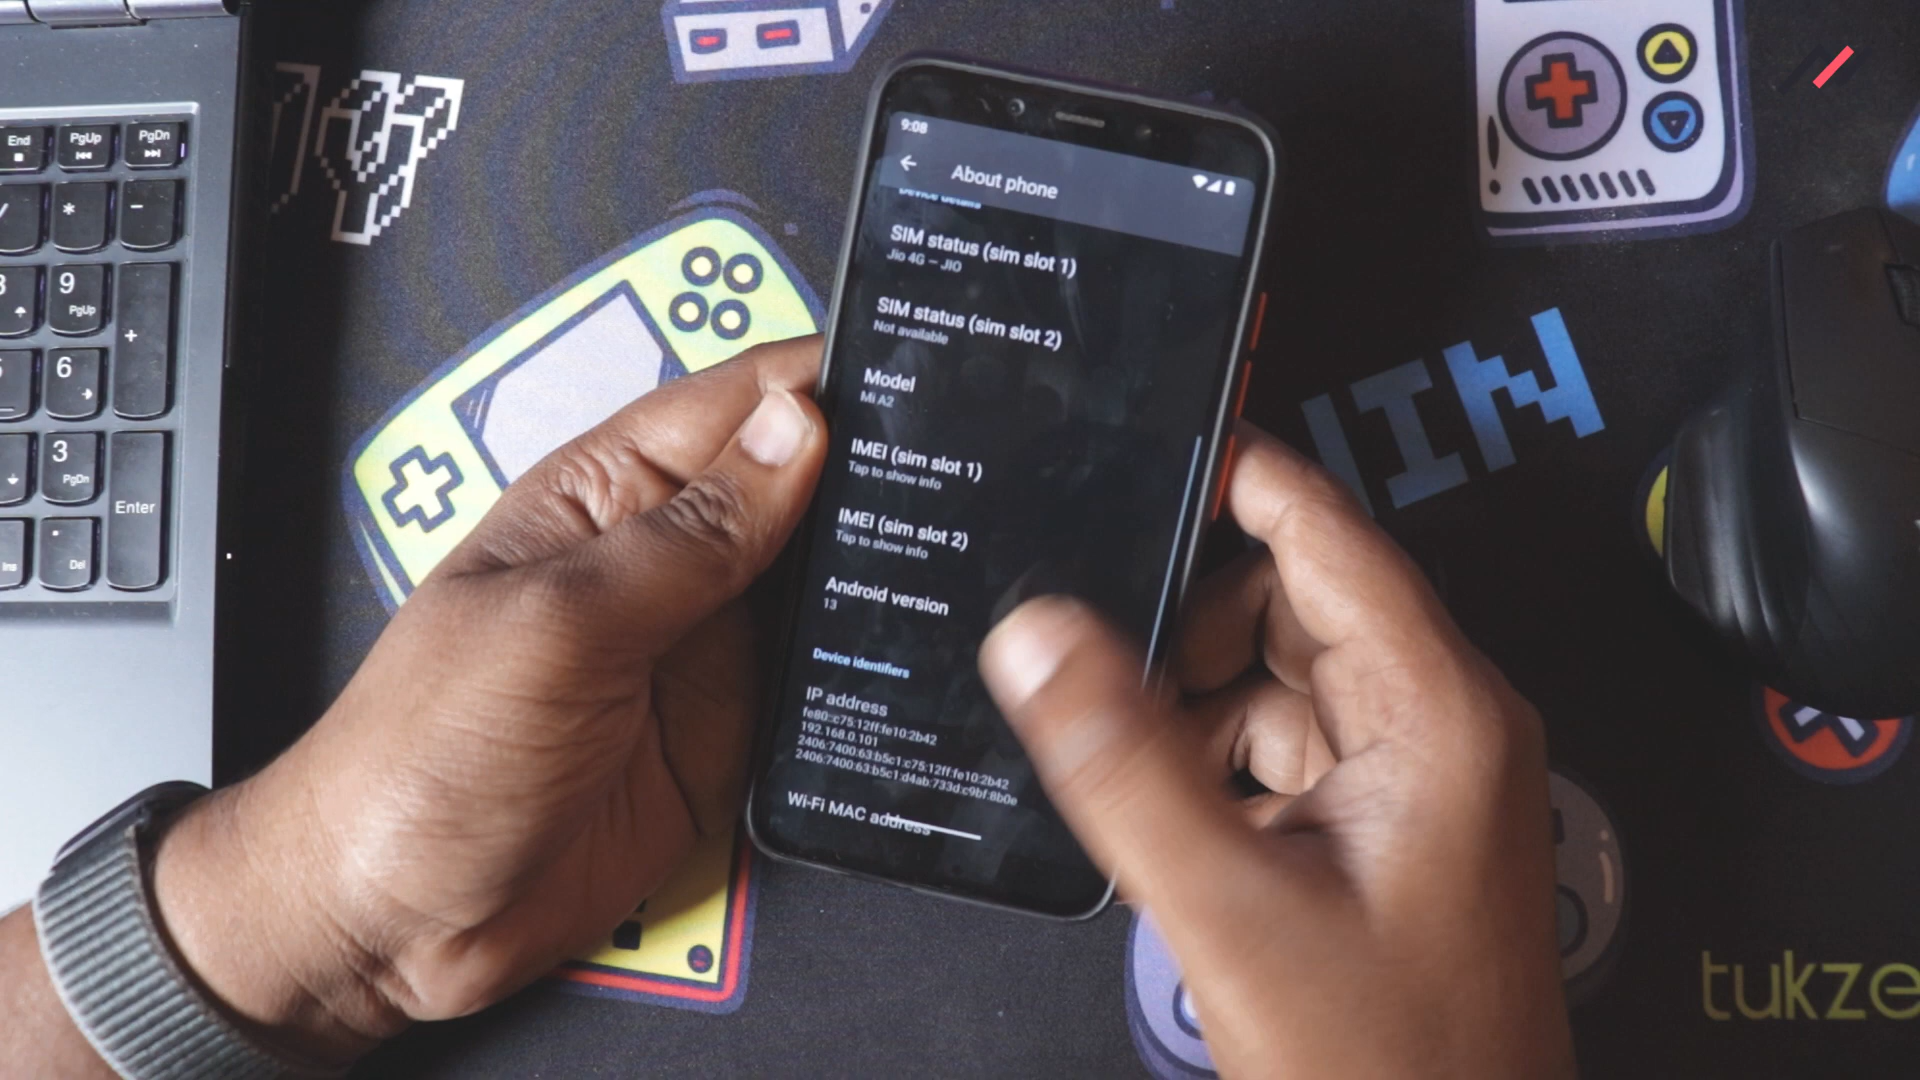 End
PgUp
PgDn
*
-
9
PgUp
+
6
3
PgDn
Enter
Ins
Del
9:08
About phone
Device details
SIM status (sim slot 1)
Jio 4G — JIO
SIM status (sim slot 2)
Not available
Model
Mi A2
IMEI (sim slot 1)
Tap to show info
IMEI (sim slot 2)
Tap to show info
Android version
13
Device identifiers
IP address
fe80::c75:12ff:fe10:2b42
192.168.0.101
2406:7400:63:b5c1:c75:12ff:fe10:2b42
2406:7400:63:b5c1:d4ab:733d:c9bf:8b0e
Wi-Fi MAC address
IN
tukze